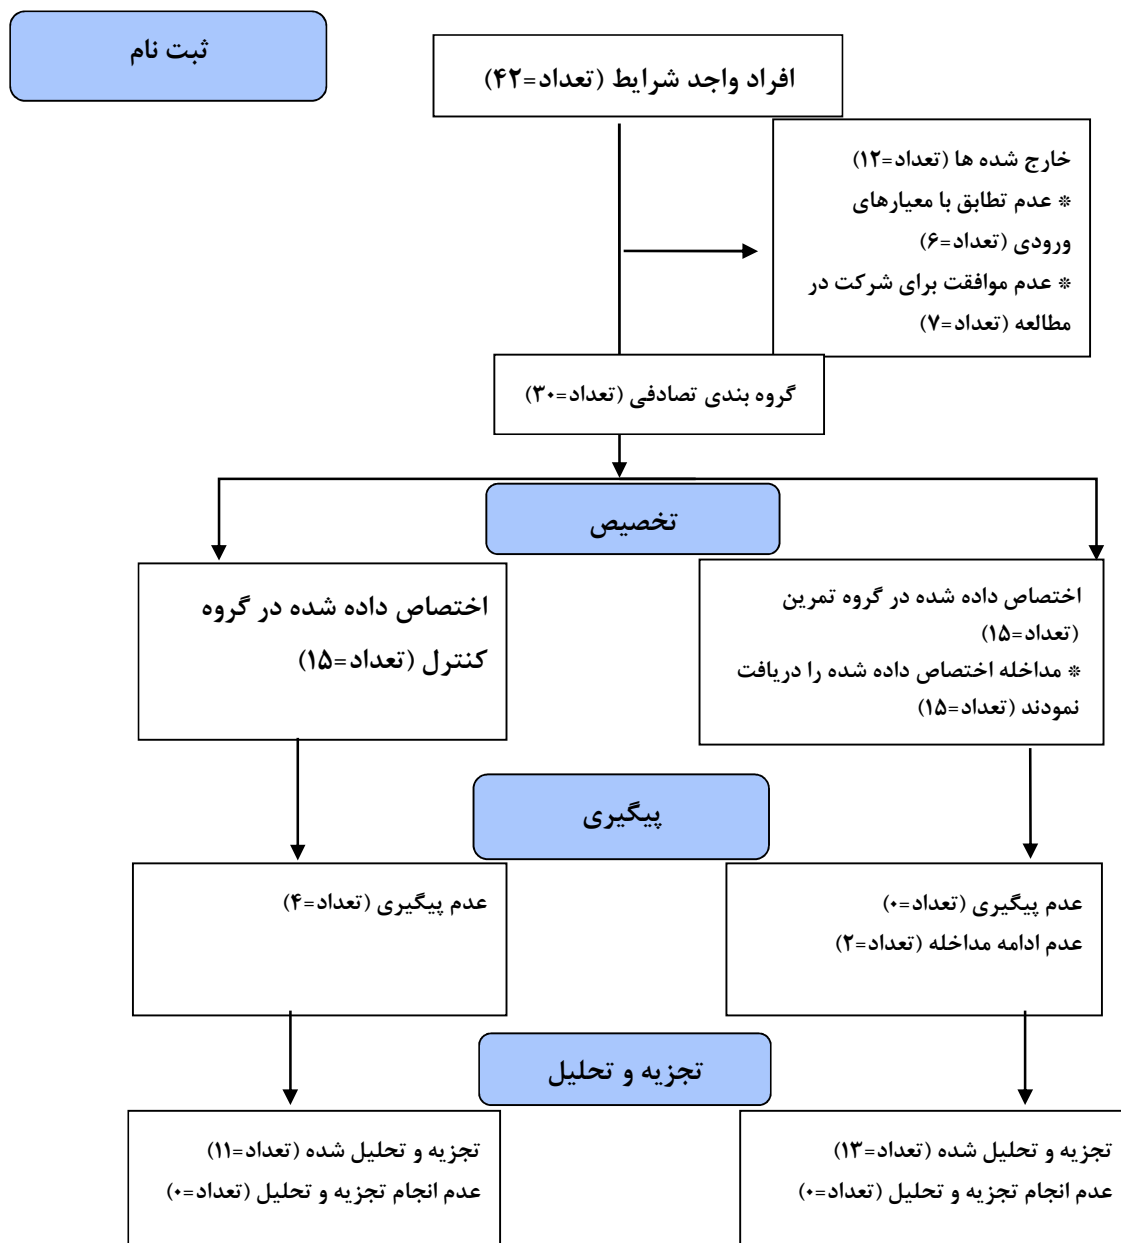 ثبت نام
افراد واجد شرایط (تعداد=۴۲)
خارج شده ها (تعداد=۱۲)
* عدم تطابق با معیارهای
ورودی (تعداد=۶)
* عدم موافقت برای شرکت در
مطالعه (تعداد=۷)
گروه بندی تصادفی (تعداد=۳۰)
تخصیص
اختصاص داده شده در گروه تمرین
(تعداد=۱۵)
* مداخله اختصاص داده شده را دریافت
نمودند (تعداد=۱۵)
اختصاص داده شده در گروه
کنترل (تعداد=۱۵)
پیگیری
عدم پیگیری (تعداد=۰)
عدم ادامه مداخله (تعداد=۲)
عدم پیگیری (تعداد=۴)
تجزیه و تحلیل
تجزیه و تحلیل شده (تعداد=۱۳)
عدم انجام تجزیه و تحلیل (تعداد=۰)
تجزیه و تحلیل شده (تعداد=۱۱)
عدم انجام تجزیه و تحلیل (تعداد=۰)